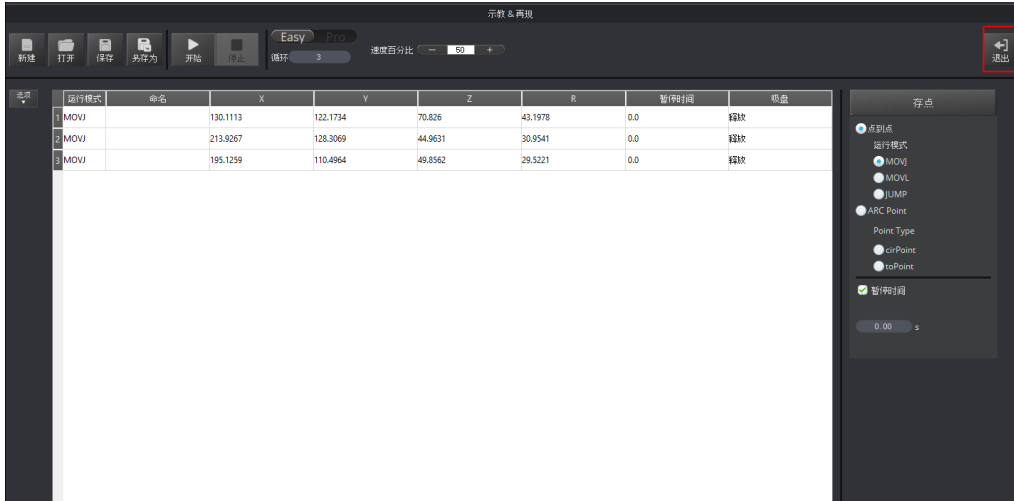 示教 & 再现
新建 打开 保存 另存为 开始 停止 Easy Pro 循环 3 速度百分比 − 50 + 退出
选项
运行模式 命名 X Y Z R 暂停时间 吸盘
1 MOVJ 130.1113 122.1734 70.826 43.1978 0.0 释放
2 MOVJ 213.9267 128.3069 44.9631 30.9541 0.0 释放
3 MOVJ 195.1259 110.4964 49.8562 29.5221 0.0 释放
存点
点到点
运行模式
MOVJ
MOVL
JUMP
ARC Point
Point Type
cirPoint
toPoint
暂停时间
0.00 s